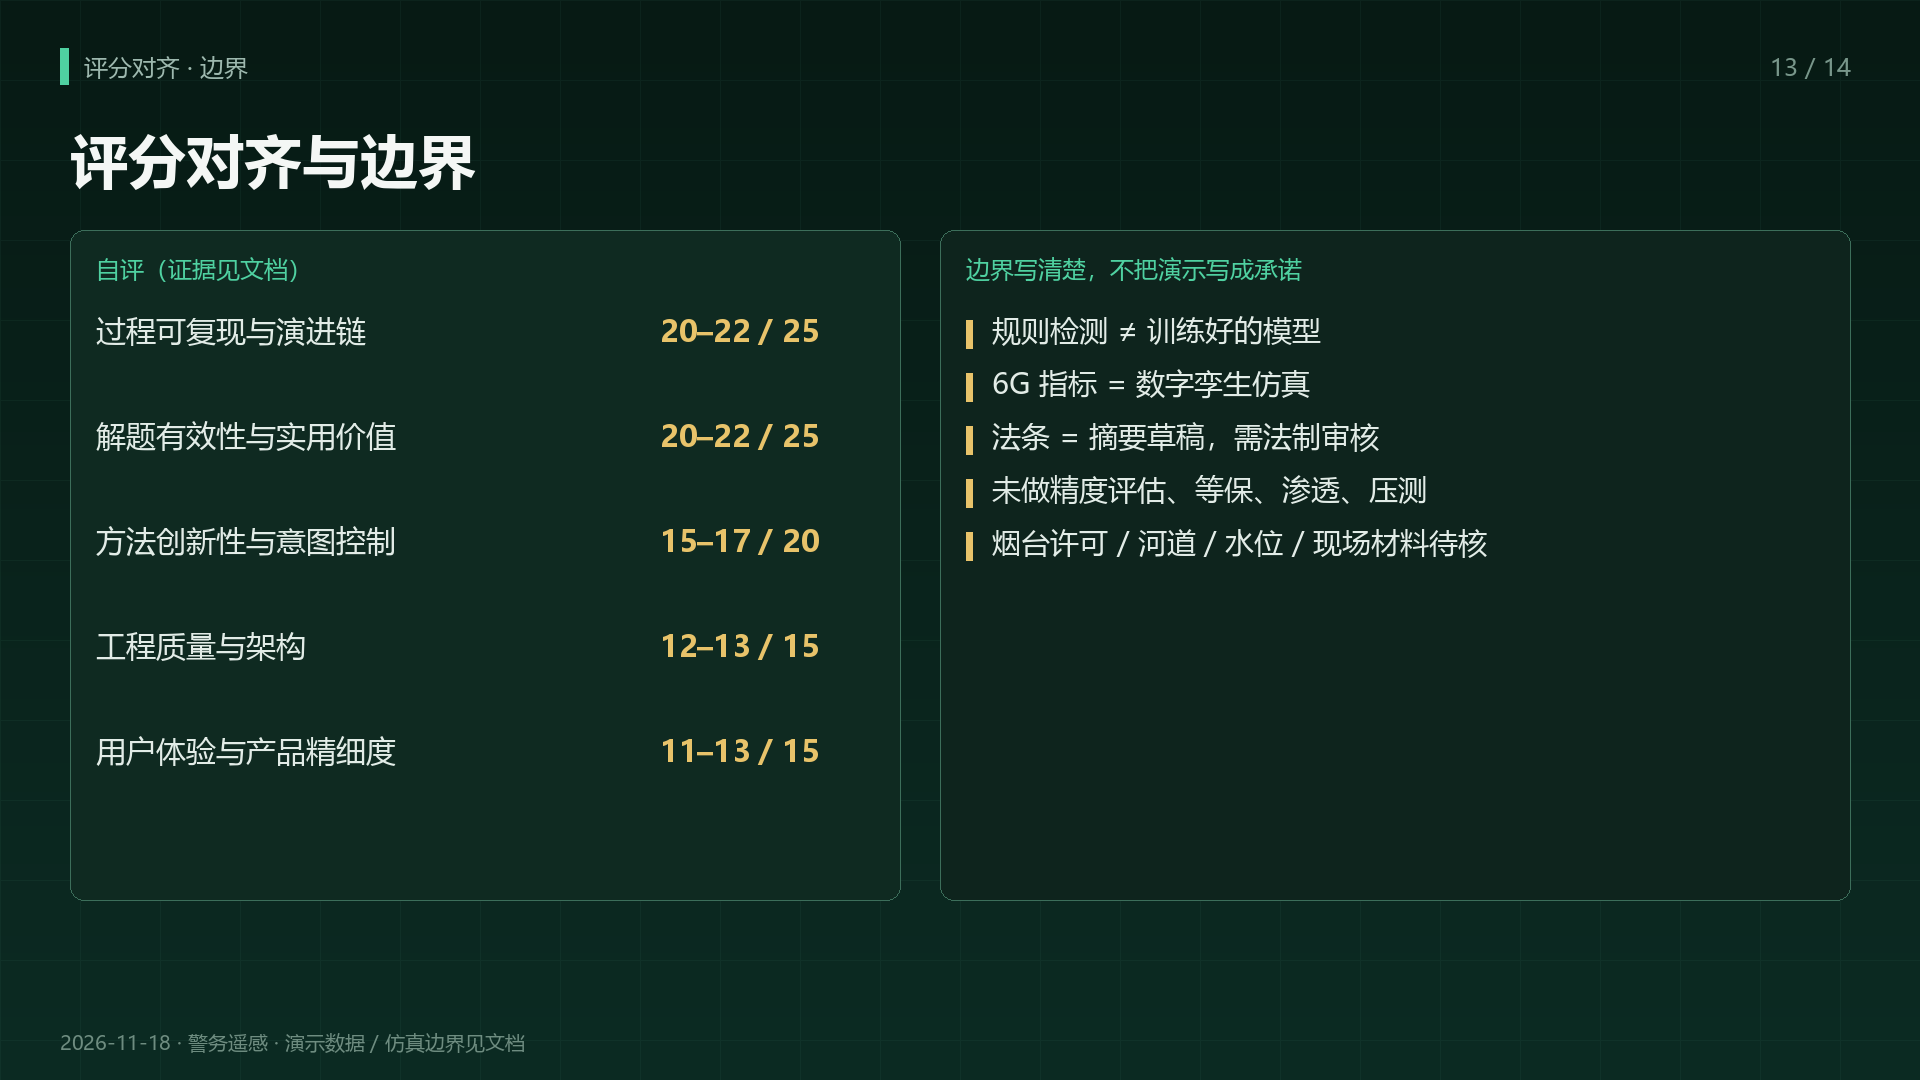 评分对齐 · 边界
13 / 14
评分对齐与边界
自评（证据见文档）
过程可复现与演进链 20–22 / 25
解题有效性与实用价值 20–22 / 25
方法创新性与意图控制 15–17 / 20
工程质量与架构 12–13 / 15
用户体验与产品精细度 11–13 / 15
边界写清楚，不把演示写成承诺
规则检测 ≠ 训练好的模型
6G 指标 = 数字孪生仿真
法条 = 摘要草稿，需法制审核
未做精度评估、等保、渗透、压测
烟台许可 / 河道 / 水位 / 现场材料待核
2026-11-18 · 警务遥感 · 演示数据 / 仿真边界见文档